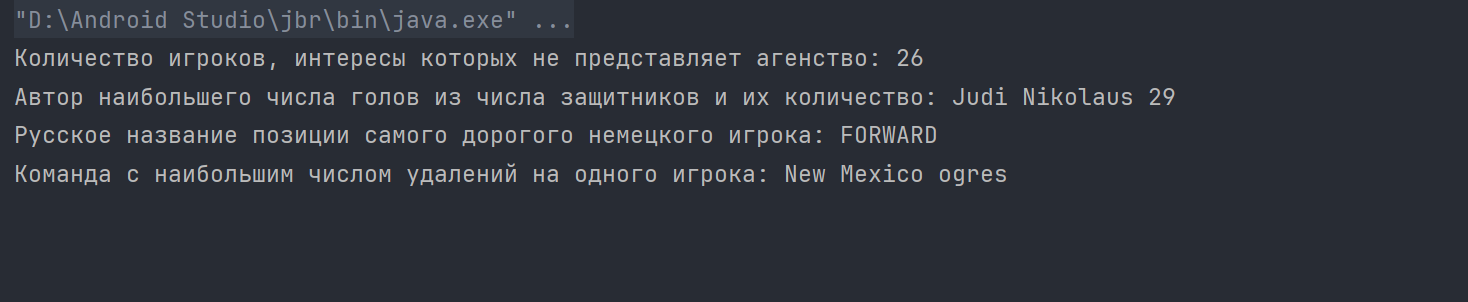 "D:\Android Studio\jbr\bin\java.exe" ...
Количество игроков, интересы которых не представляет агенство: 26
Автор наибольшего числа голов из числа защитников и их количество: Judi Nikolaus 29
Русское название позиции самого дорогого немецкого игрока: FORWARD
Команда с наибольшим числом удалений на одного игрока: New Mexico ogres